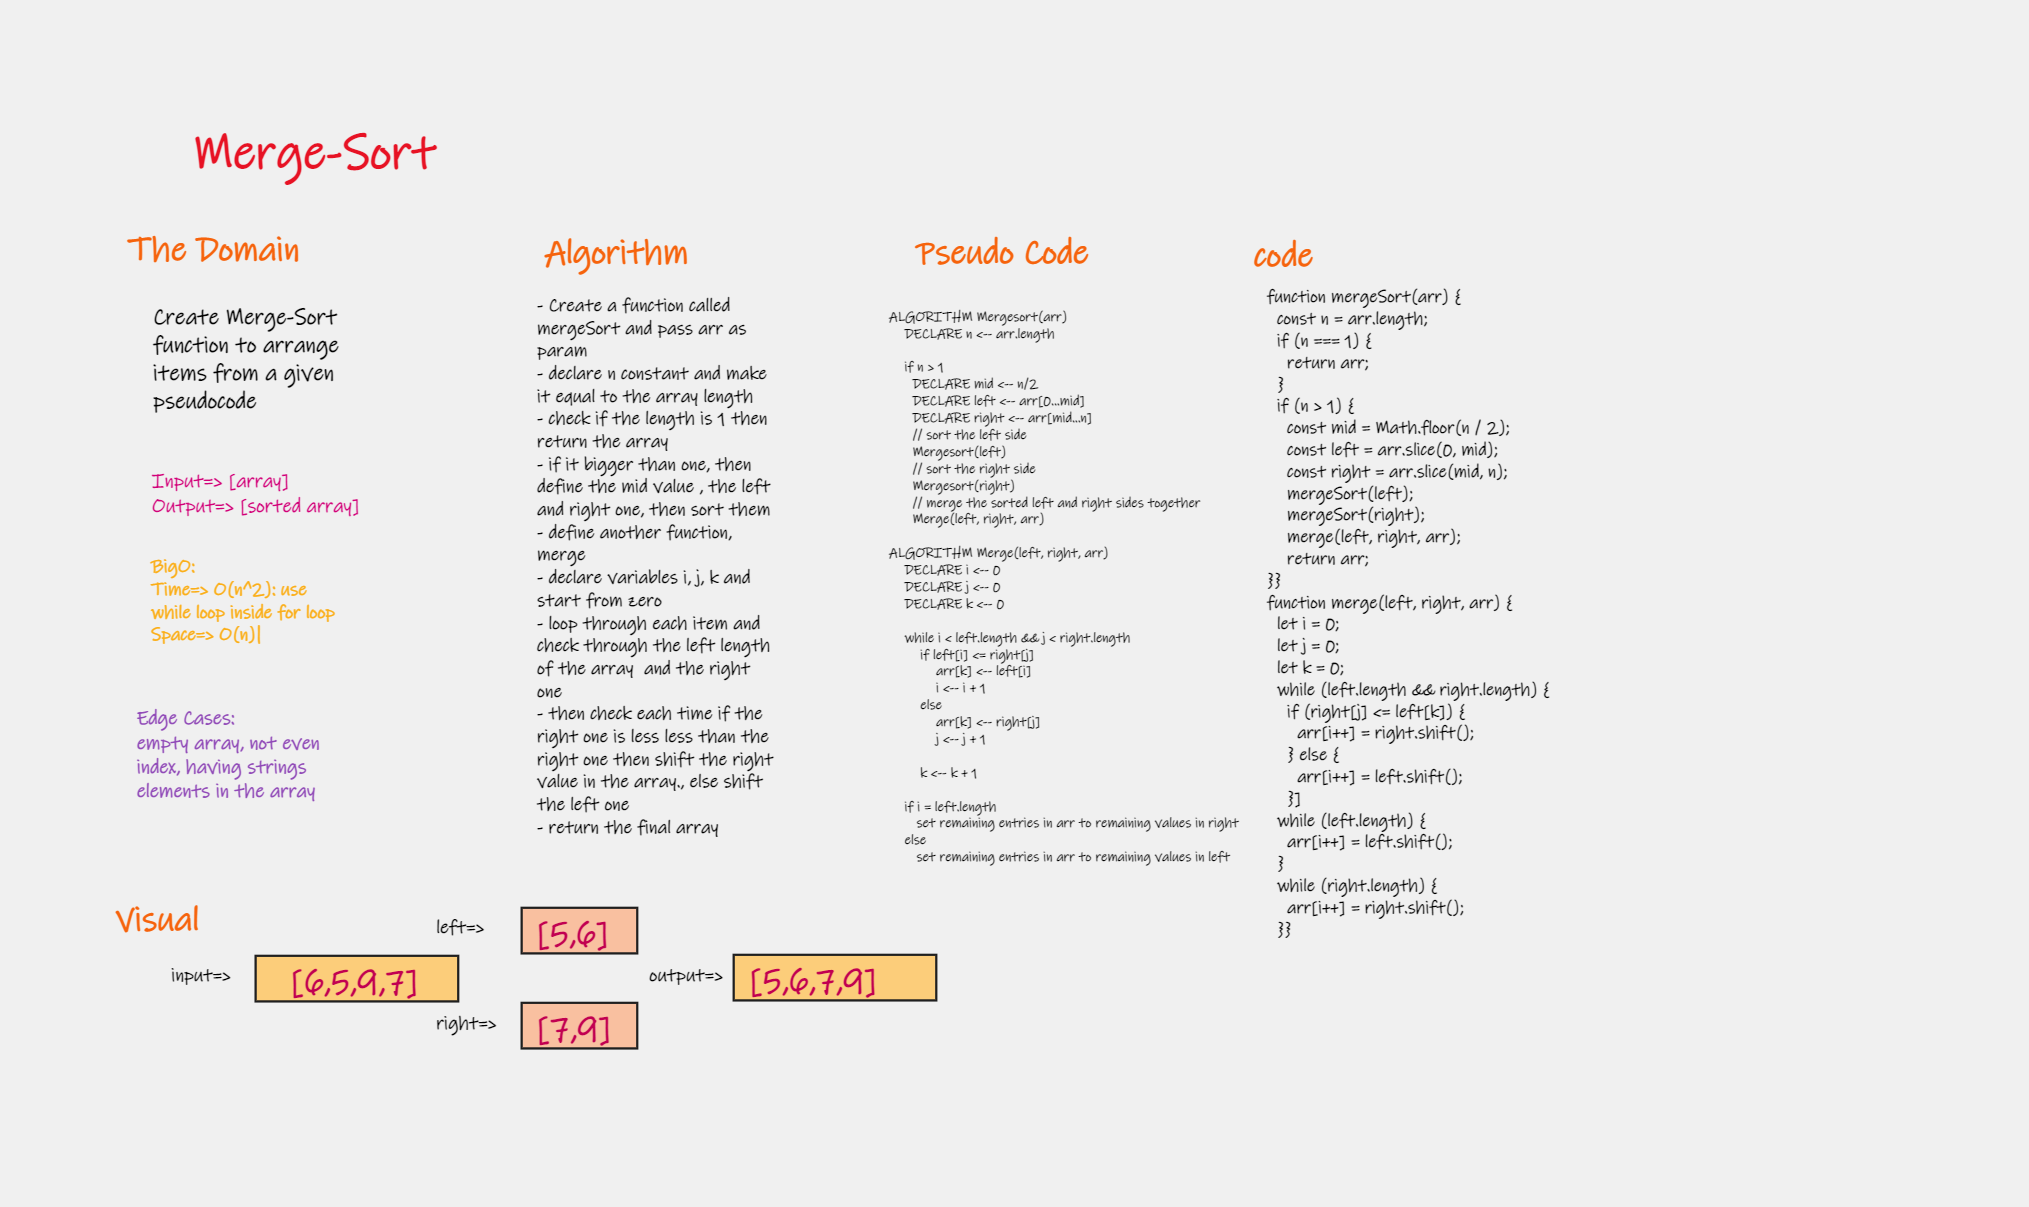 Merge-Sort
The Domain
Create Merge-Sort
function to arrange
items from a given
pseudocode
Input=> [array]
Output=> [sorted array]
BigO:
Time=> O(n^2): use
while loop inside for loop
Space=> O(n)|
Edge Cases:
empty array, not even
index, having strings
elements in the array
Algorithm
- Create a function called
mergeSort and pass arr as
param
- declare n constant and make
it equal to the array length
- check if the length is 1 then
return the array
- if it bigger than one, then
define the mid value , the left
and right one, then sort them
- define another function,
merge
- declare variables i, j, k and
start from zero
- loop through each item and
check through the left length
of the array  and the right
one
- then check each time if the
right one is less less than the
right one then shift the right
value in the array., else shift
the left one
- return the final array
Pseudo Code
ALGORITHM Mergesort(arr)
DECLARE n <-- arr.length
if n > 1
DECLARE mid <-- n/2
DECLARE left <-- arr[0...mid]
DECLARE right <-- arr[mid...n]
// sort the left side
Mergesort(left)
// sort the right side
Mergesort(right)
// merge the sorted left and right sides together
Merge(left, right, arr)
ALGORITHM Merge(left, right, arr)
DECLARE i <-- 0
DECLARE j <-- 0
DECLARE k <-- 0
while i < left.length && j < right.length
if left[i] <= right[j]
arr[k] <-- left[i]
i <-- i + 1
else
arr[k] <-- right[j]
j <-- j + 1
k <-- k + 1
if i = left.length
set remaining entries in arr to remaining values in right
else
set remaining entries in arr to remaining values in left
code
function mergeSort(arr) {
const n = arr.length;
if (n === 1) {
return arr;
}
if (n > 1) {
const mid = Math.floor(n / 2);
const left = arr.slice(0, mid);
const right = arr.slice(mid, n);
mergeSort(left);
mergeSort(right);
merge(left, right, arr);
return arr;
}}
function merge(left, right, arr) {
let i = 0;
let j = 0;
let k = 0;
while (left.length && right.length) {
if (right[j] <= left[k]) {
arr[i++] = right.shift();
} else {
arr[i++] = left.shift();
}]
while (left.length) {
arr[i++] = left.shift();
}
while (right.length) {
arr[i++] = right.shift();
}}
Visual
input=>
[6,5,9,7]
left=>
[5,6]
right=>
[7,9]
output=>
[5,6,7,9]